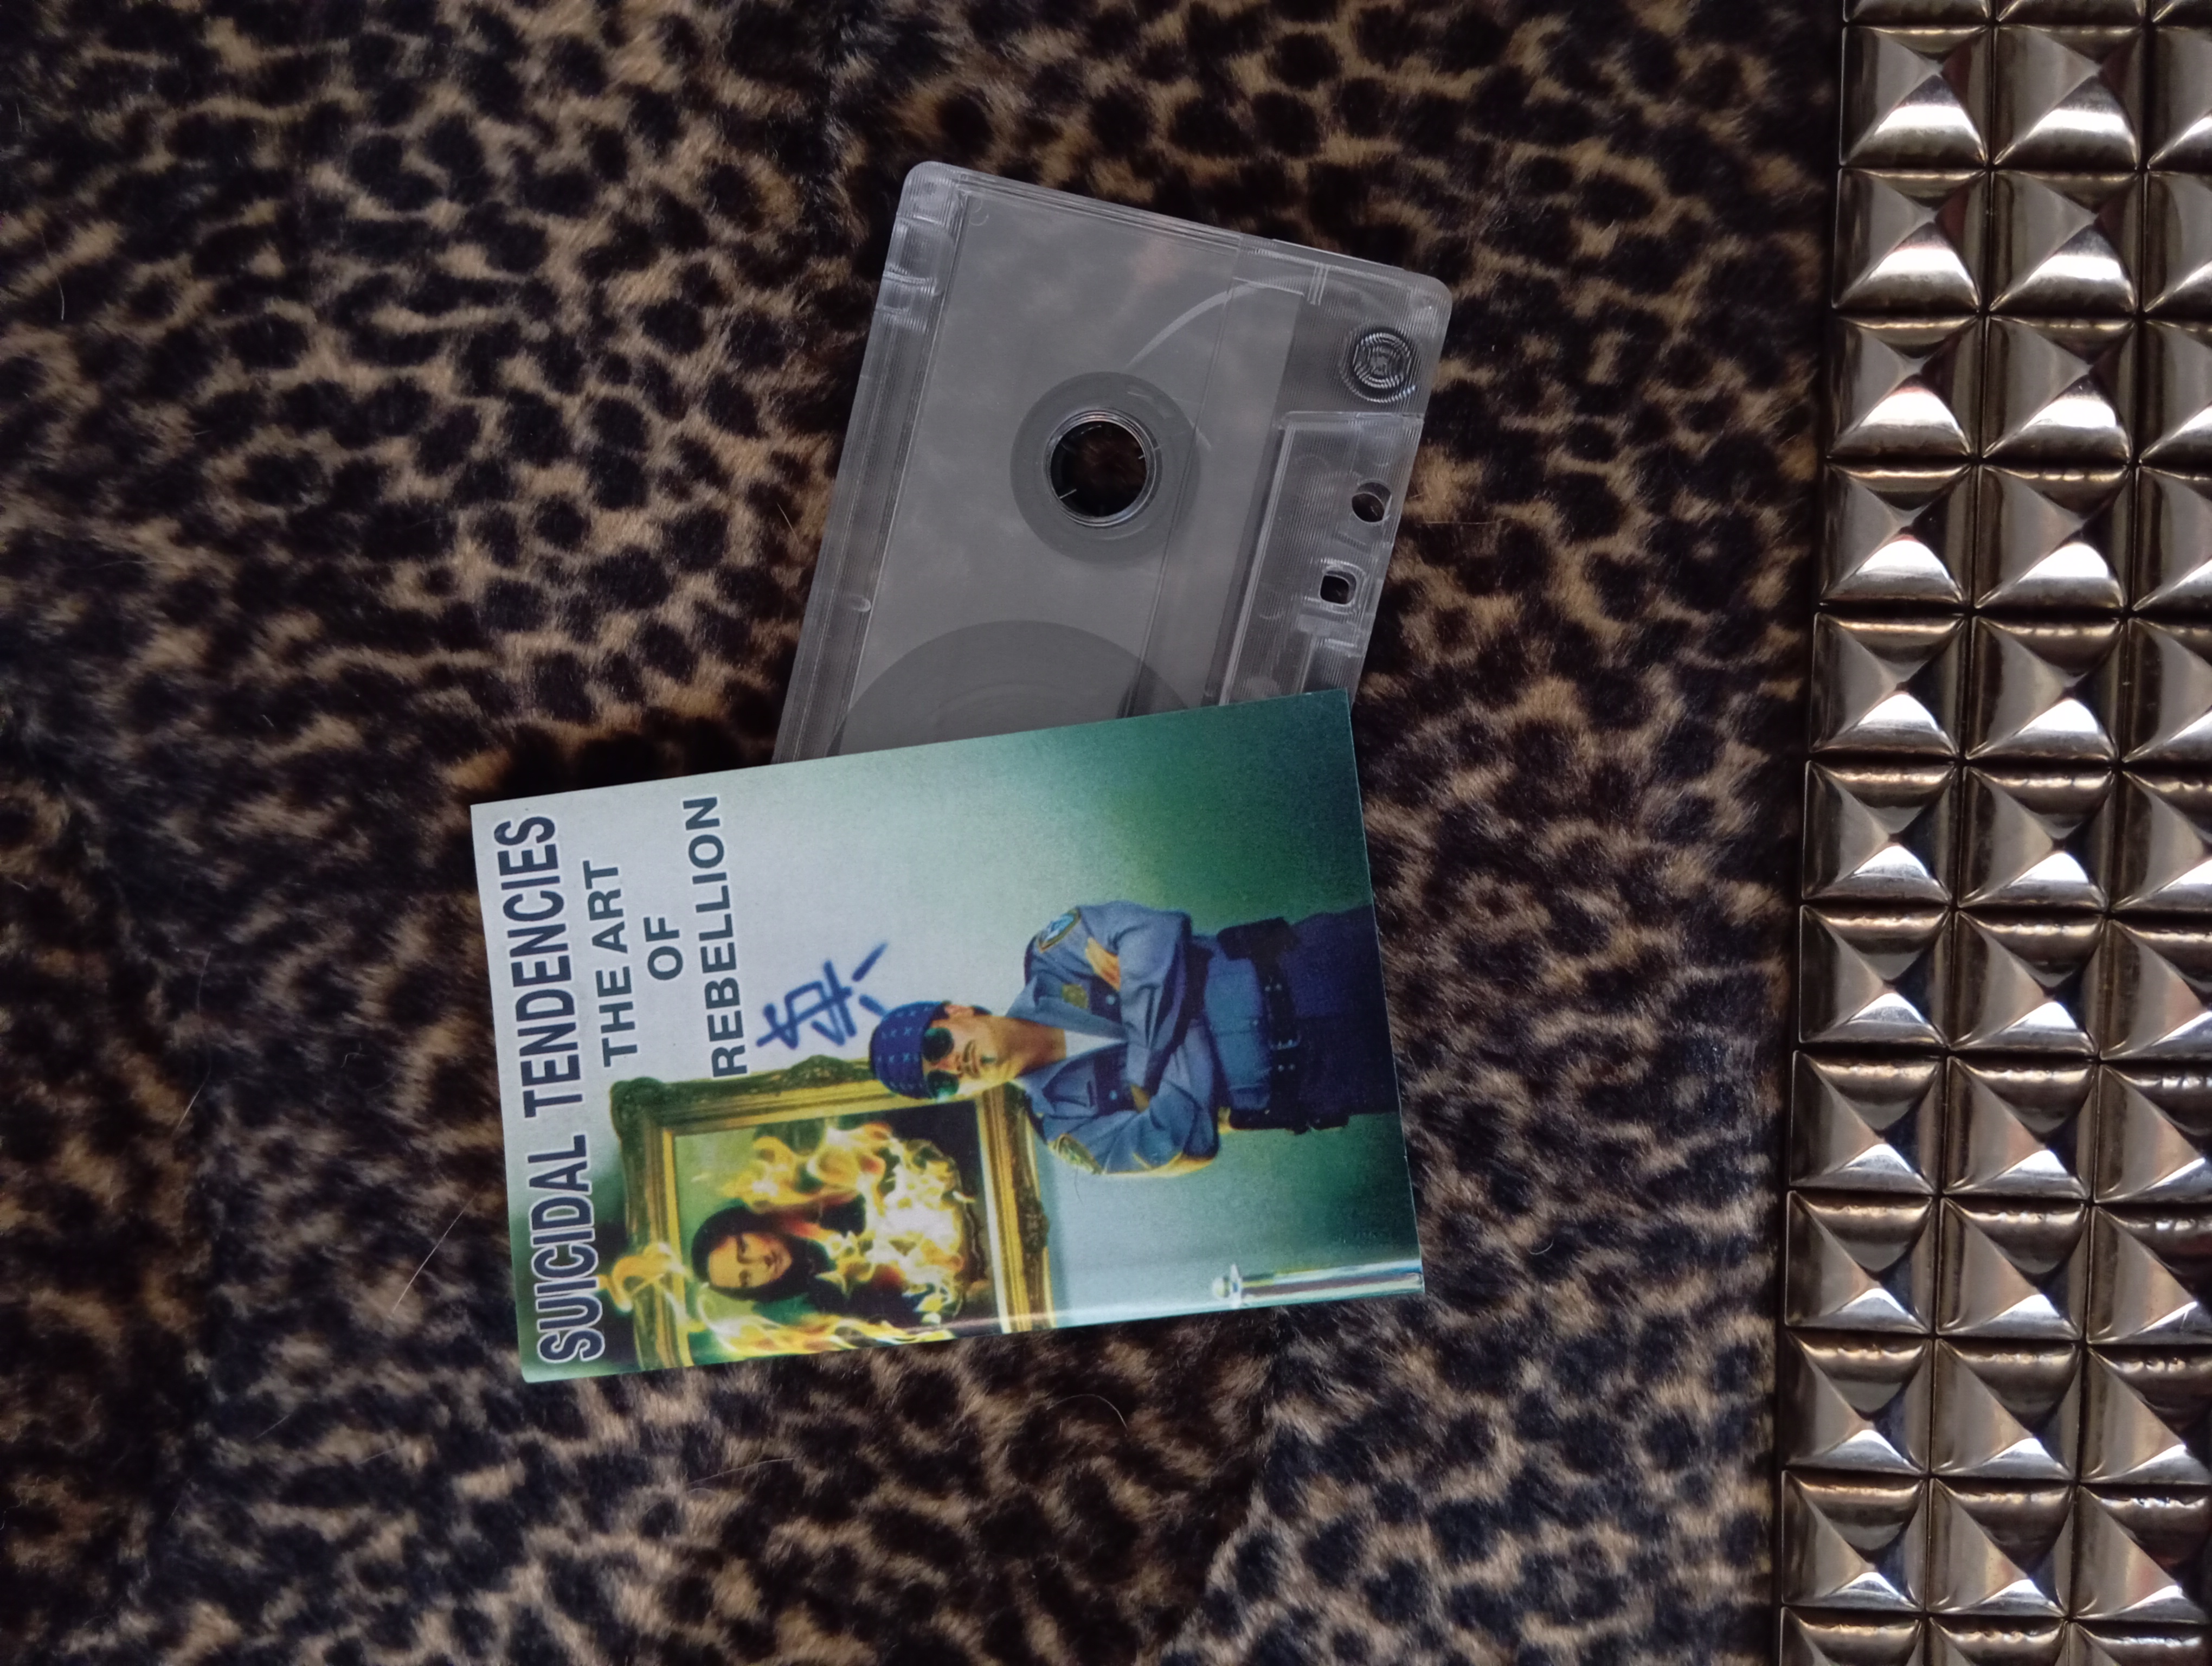 SUICIDAL TENDENCIES
THE ART
OF
REBELLION